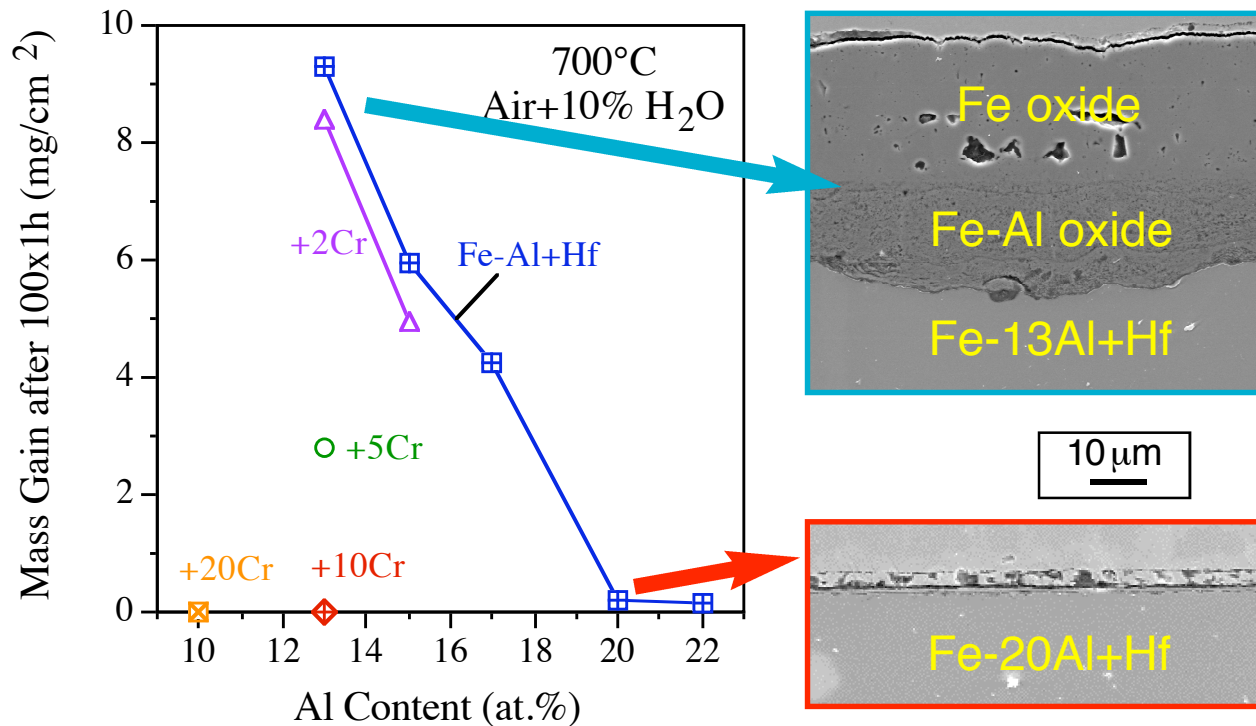 Mass Gain after 100x1h (mg/cm²)
10
8
6
4
2
0
10
12
14
16
18
20
22
Al Content (at.%)
700°C
Air+10% H₂O
+2Cr
Fe-Al+Hf
+5Cr
+20Cr
+10Cr
Fe oxide
Fe-Al oxide
Fe-13Al+Hf
10 μm
Fe-20Al+Hf